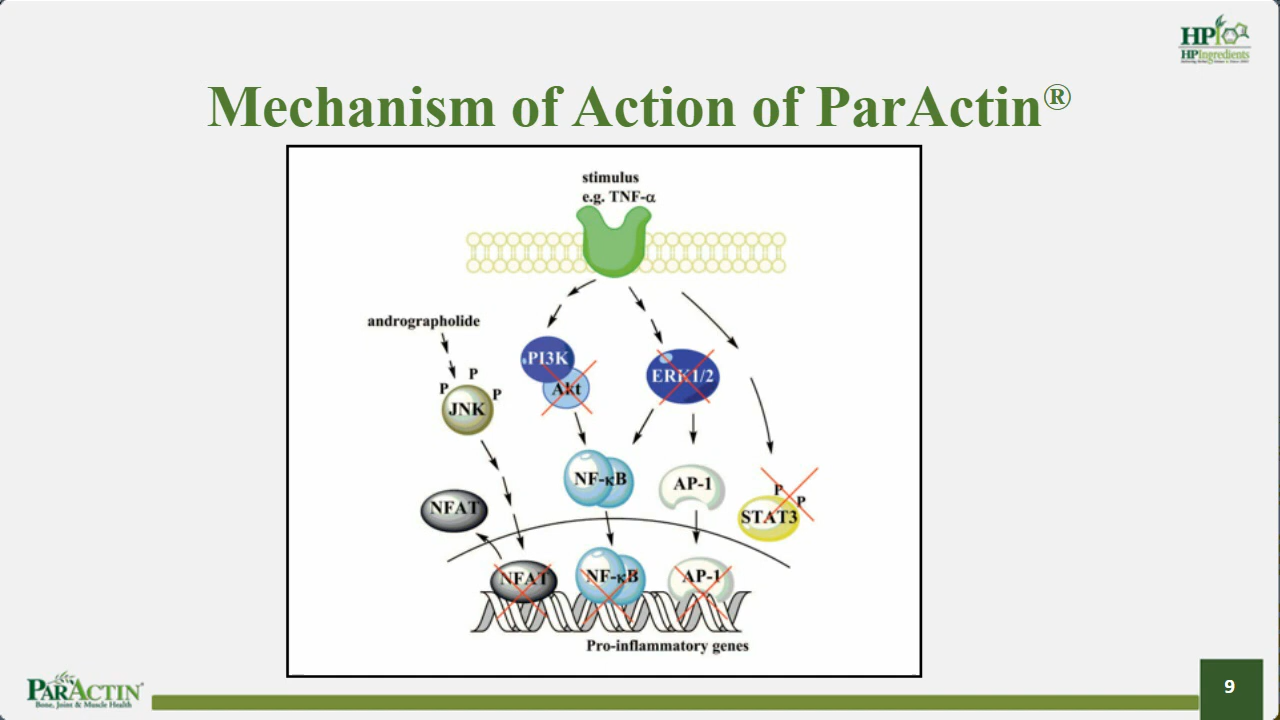 HP
HPIngredients
Mechanism of Action of ParActin®
stimulus
e.g. TNF-α
andrographolide
PI3K
Akt
ERK1/2
P
P
P
JNK
NF-κB
AP-1
P
P
STAT3
NFAT
NFAT
NF-κB
AP-1
Pro-inflammatory genes
PARACTIN®
Bone, Joint & Muscle Health
9